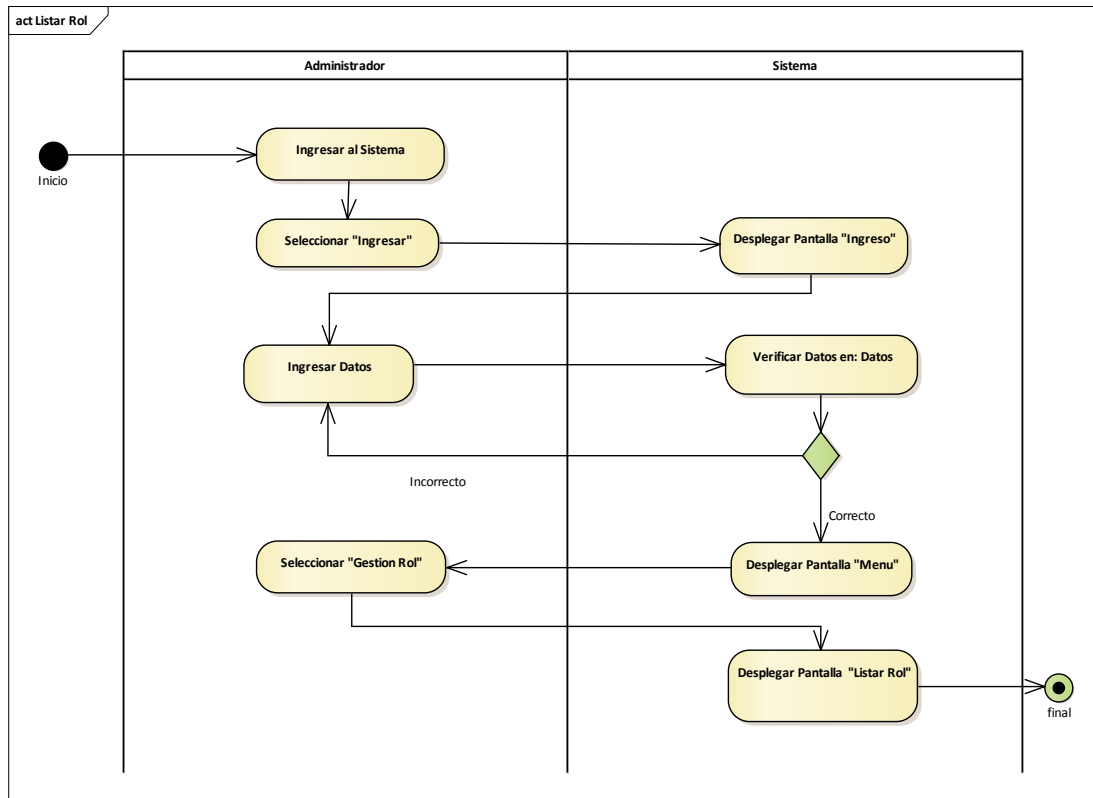 act Listar Rol
Administrador
Sistema
Inicio
Ingresar al Sistema
Seleccionar "Ingresar"
Desplegar Pantalla "Ingreso"
Ingresar Datos
Verificar Datos en: Datos
Incorrecto
Correcto
Seleccionar "Gestion Rol"
Desplegar Pantalla "Menu"
Desplegar Pantalla "Listar Rol"
final